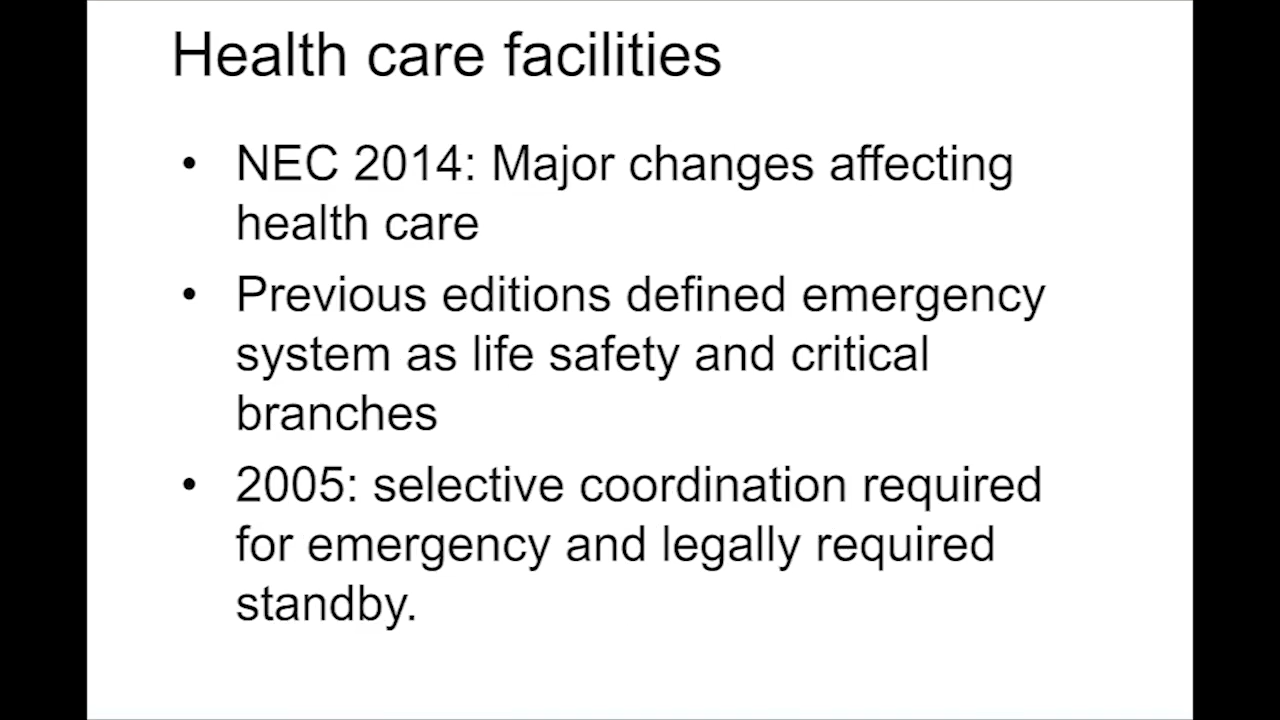 Health care facilities
• NEC 2014: Major changes affecting
health care
• Previous editions defined emergency
system as life safety and critical
branches
• 2005: selective coordination required
for emergency and legally required
standby.